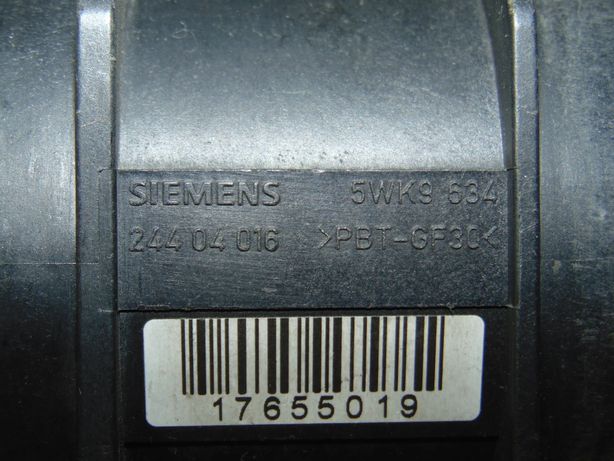 SIEMENS 5WK9 634
244 04 016 >PBT-GF30<
17655019